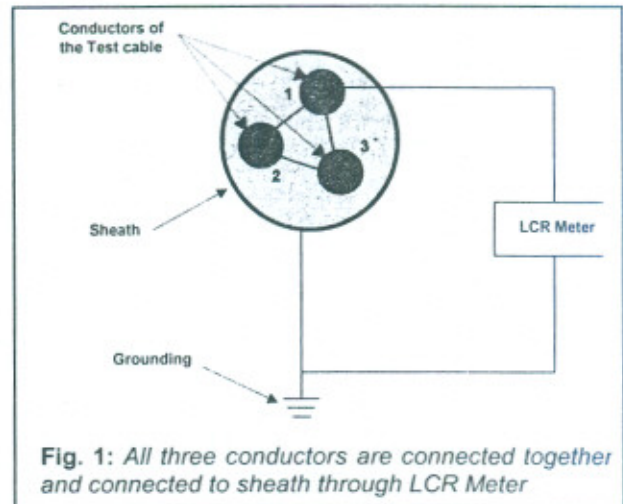 Conductors of
the Test cable
1
3
2
Sheath
LCR Meter
Grounding
Fig. 1: All three conductors are connected together
and connected to sheath through LCR Meter